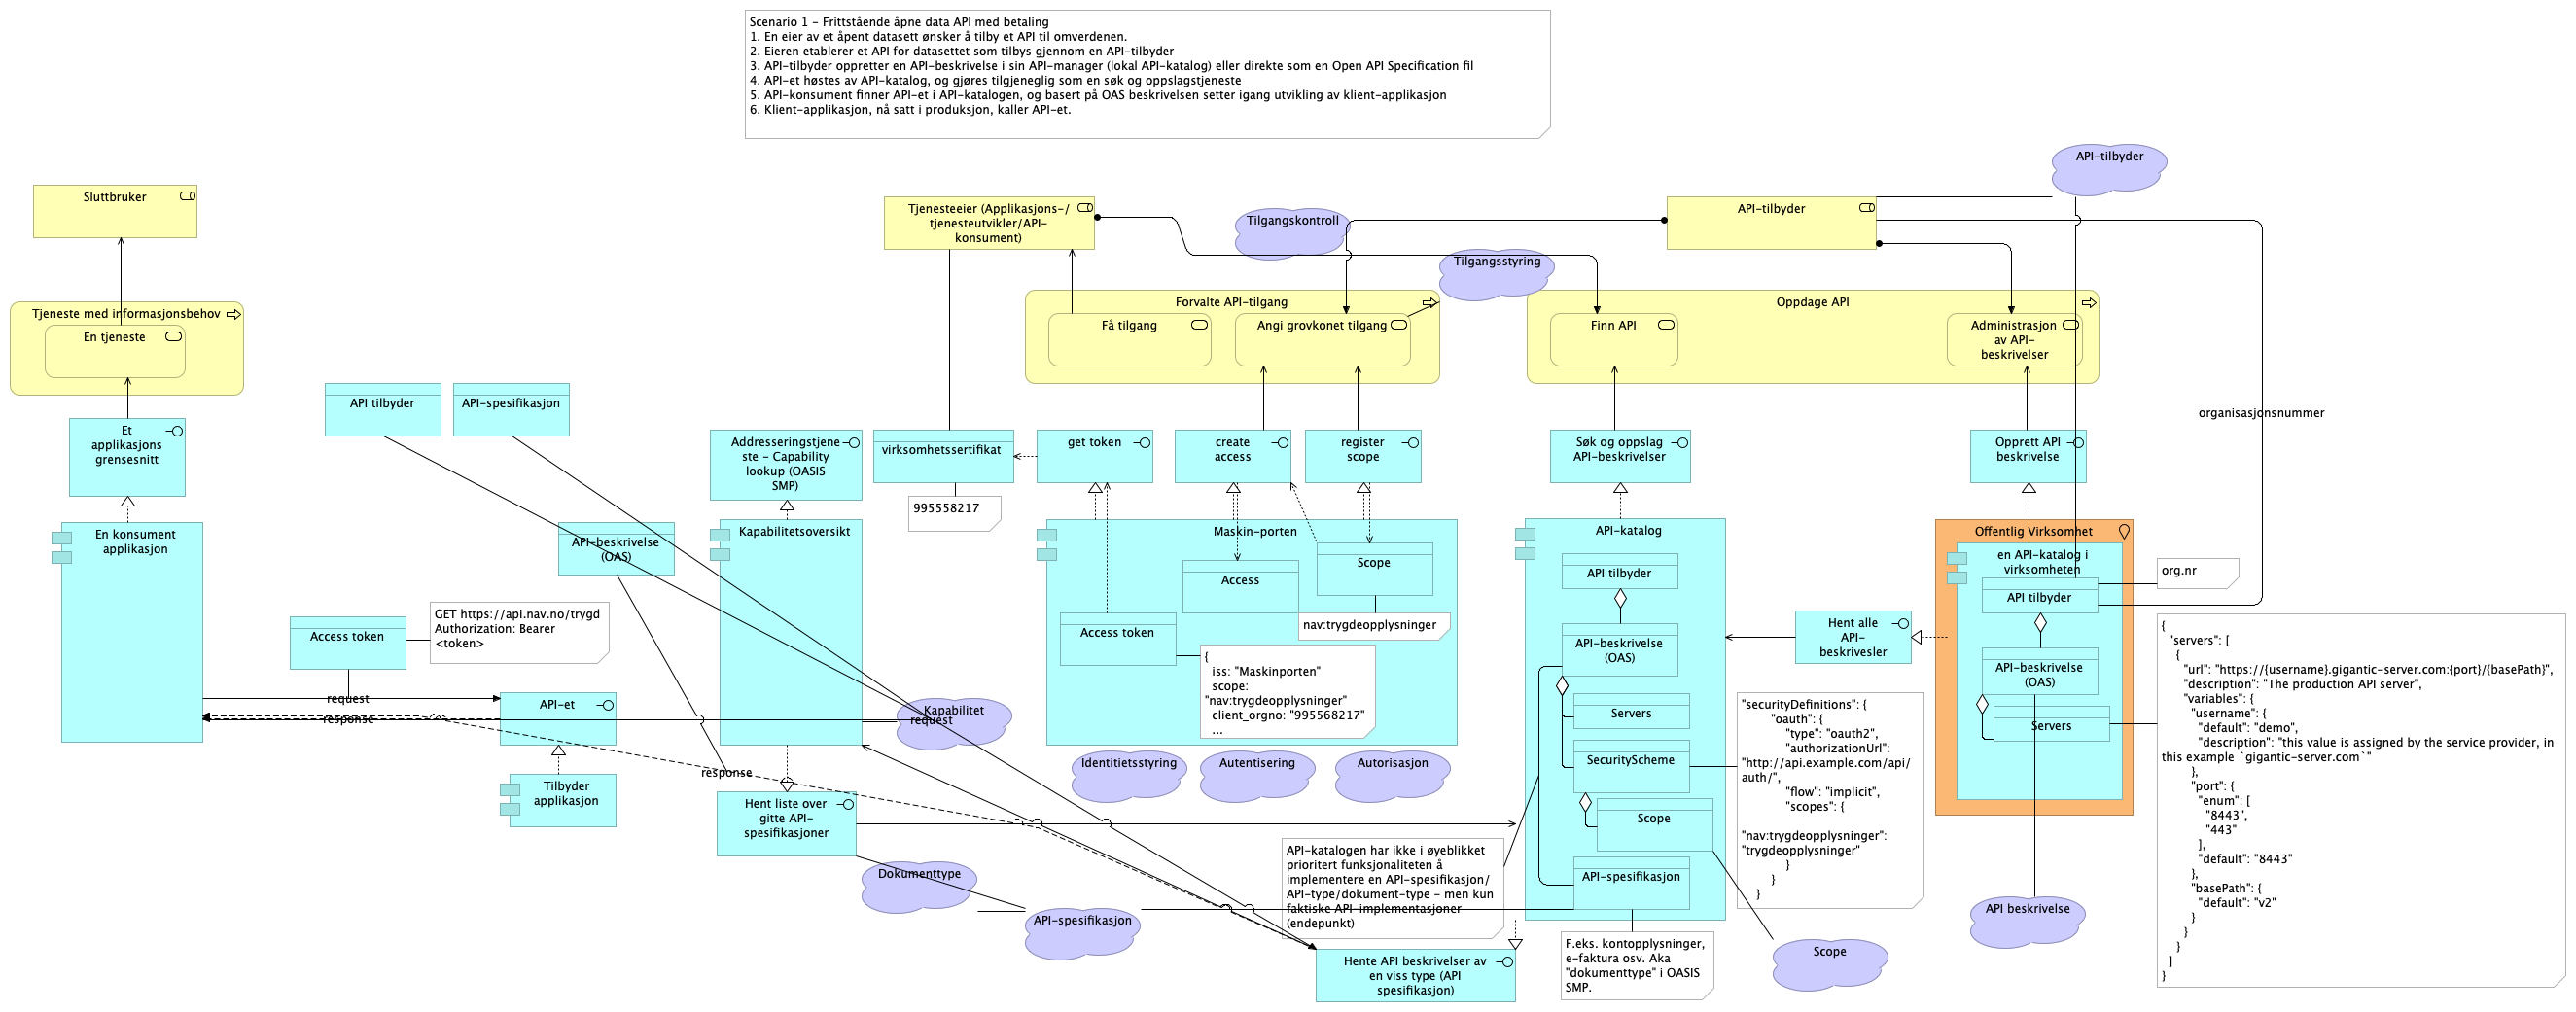 Scenario 1 - Frittstående åpne data API med betaling
1. En eier av et åpent datasett ønsker å tilby et API til omverdenen.
2. Eieren etablerer et API for datasettet som tilbys gjennom en API-tilbyder
3. API-tilbyder oppretter en API-beskrivelse i sin API-manager (lokal API-katalog) eller direkte som en Open API Specification fil
4. API-et høstes av API-katalog, og gjøres tilgjeneglig som en søk og oppslagstjeneste
5. API-konsument finner API-et i API-katalogen, og basert på OAS beskrivelsen setter igang utvikling av klient-applikasjon
6. Klient-applikasjon, nå satt i produksjon, kaller API-et.
API-tilbyder
Sluttbruker
Tjenesteeier (Applikasjons-/
tjenesteutvikler/API-
konsument)
Tilgangskontroll
API-tilbyder
Tilgangsstyring
Tjeneste med informasjonsbehov
En tjeneste
Forvalte API-tilgang
Få tilgang
Angi grovkonet tilgang
Oppdage API
Finn API
Administrasjon
av API-
beskrivelser
organisasjonsnummer
API tilbyder
API-spesifikasjon
Et
applikasjons
grensesnitt
Addresseringstjene
ste - Capability
lookup (OASIS
SMP)
virksomhetssertifikat
get token
create
access
register
scope
Søk og oppslag
API-beskrivelser
Opprett API
beskrivelse
995558217
En konsument
applikasjon
API-beskrivelse
(OAS)
Kapabilitetsoversikt
Maskin-porten
Access
Scope
nav:trygdeopplysninger
Access token
{
iss: "Maskinporten"
scope:
"nav:trygdeopplysninger"
client_orgno: "995568217"
...
API-katalog
API tilbyder
API-beskrivelse
(OAS)
Servers
SecurityScheme
Scope
API-spesifikasjon
Hent alle
API-
beskrivesler
Offentlig Virksomhet
en API-katalog i
virksomheten
API tilbyder
API-beskrivelse
(OAS)
Servers
org.nr
Access token
GET https://api.nav.no/trygd
Authorization: Bearer
<token>
request
response
API-et
Tilbyder
applikasjon
Kapabilitet
request
response
Identitietsstyring
Autentisering
Autorisasjon
Hent liste over
gitte API-
spesifikasjoner
"securityDefinitions": {
"oauth": {
"type": "oauth2",
"authorizationUrl":
"http://api.example.com/api/
auth/",
"flow": "implicit",
"scopes": {
"nav:trygdeopplysninger":
"trygdeopplysninger"
}
}
}
{
"servers": [
{
"url": "https://{username}.gigantic-server.com:{port}/{basePath}",
"description": "The production API server",
"variables": {
"username": {
"default": "demo",
"description": "this value is assigned by the service provider, in
this example `gigantic-server.com`"
},
"port": {
"enum": [
"8443",
"443"
],
"default": "8443"
},
"basePath": {
"default": "v2"
}
}
}
]
}
API-katalogen har ikke i øyeblikket
prioritert funksjonaliteten å
implementere en API-spesifikasjon/
API-type/dokument-type - men kun
faktiske API-implementasjoner
(endepunkt)
Dokumenttype
API-spesifikasjon
API beskrivelse
F.eks. kontopplysninger,
e-faktura osv. Aka
"dokumenttype" i OASIS
SMP.
Scope
Hente API beskrivelser av
en viss type (API
spesifikasjon)